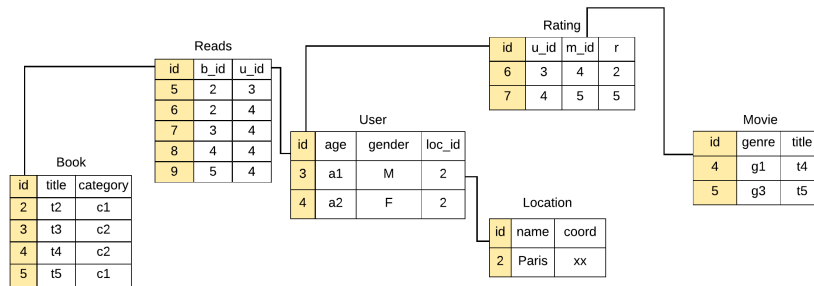 Reads
id b_id u_id
5 2 3
6 2 4
7 3 4
8 4 4
9 5 4
Book
id title category
2 t2 c1
3 t3 c2
4 t4 c2
5 t5 c1
User
id age gender loc_id
3 a1 M 2
4 a2 F 2
Rating
id u_id m_id r
6 3 4 2
7 4 5 5
Location
id name coord
2 Paris xx
Movie
id genre title
4 g1 t4
5 g3 t5